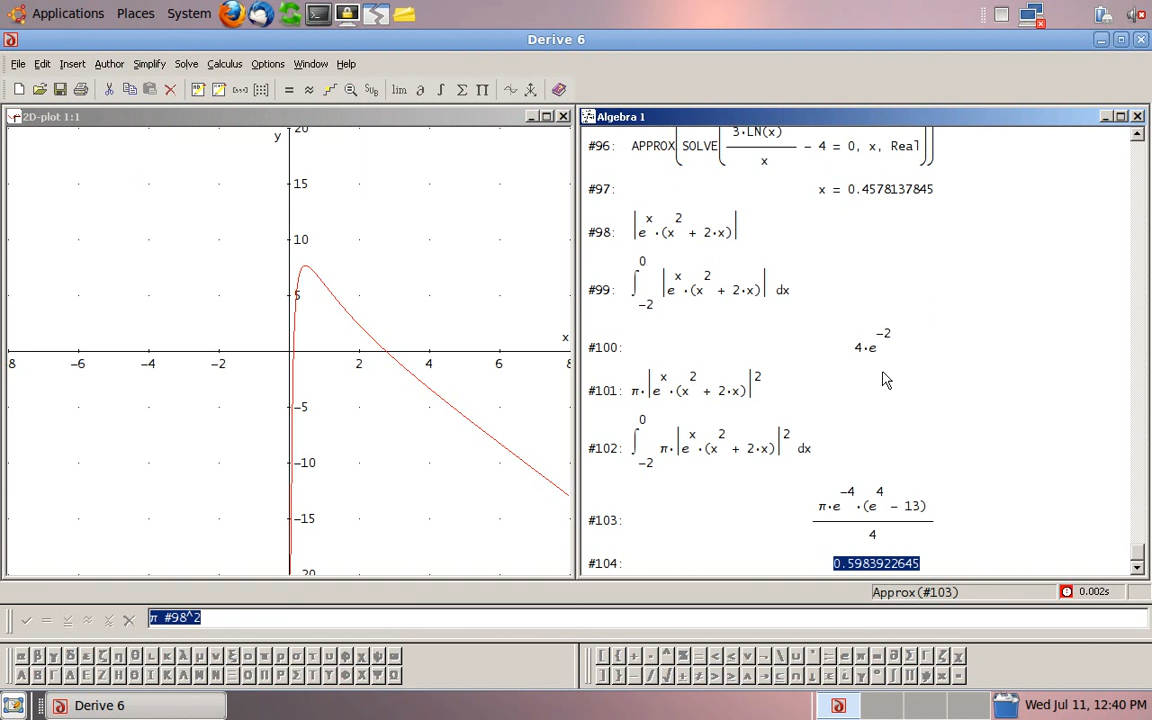 Applications Places System
Wed Jul 11, 12:40 PM
Derive 6
File Edit Insert Author Simplify Solve Calculus Options Window Help
= ≈ SUB lim ∂ ∫ Σ Π
2D-plot 1:1
Algebra 1
y
20
15
10
5
x
8 −6 −4 −2 2 4 6 8
−5
−10
−15
20
#96: APPROX(SOLVE(3·LN(x)/x − 4 = 0, x, Real))
#97: x = 0.4578137845
#98: |e^x·(x^2 + 2·x)|
#99: ∫_−2^0 |e^x·(x^2 + 2·x)| dx
#100: 4·e^−2
#101: π·|e^x·(x^2 + 2·x)|^2
#102: ∫_−2^0 π·|e^x·(x^2 + 2·x)|^2 dx
#103: π·e^−4·(e^4 − 13)/4
#104: 0.5983922645
Approx(#103) 0.002s
π #98^2
Derive 6